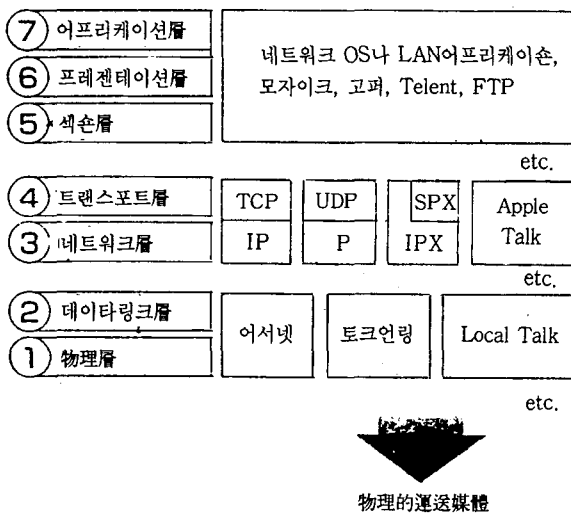 ⑦ 어프리케이션層
⑥ 프레젠테이션層
⑤ 섹숀層
네트워크 OS나 LAN어프리케이숀,
모자이크, 고퍼, Telent, FTP
etc.
④ 트랜스포트層
③ 네트워크層
TCP
IP
UDP
P
SPX
IPX
Apple
Talk
etc.
② 데이타링크層
① 物理層
어서넷
토크언링
Local Talk
etc.
物理的運送媒體